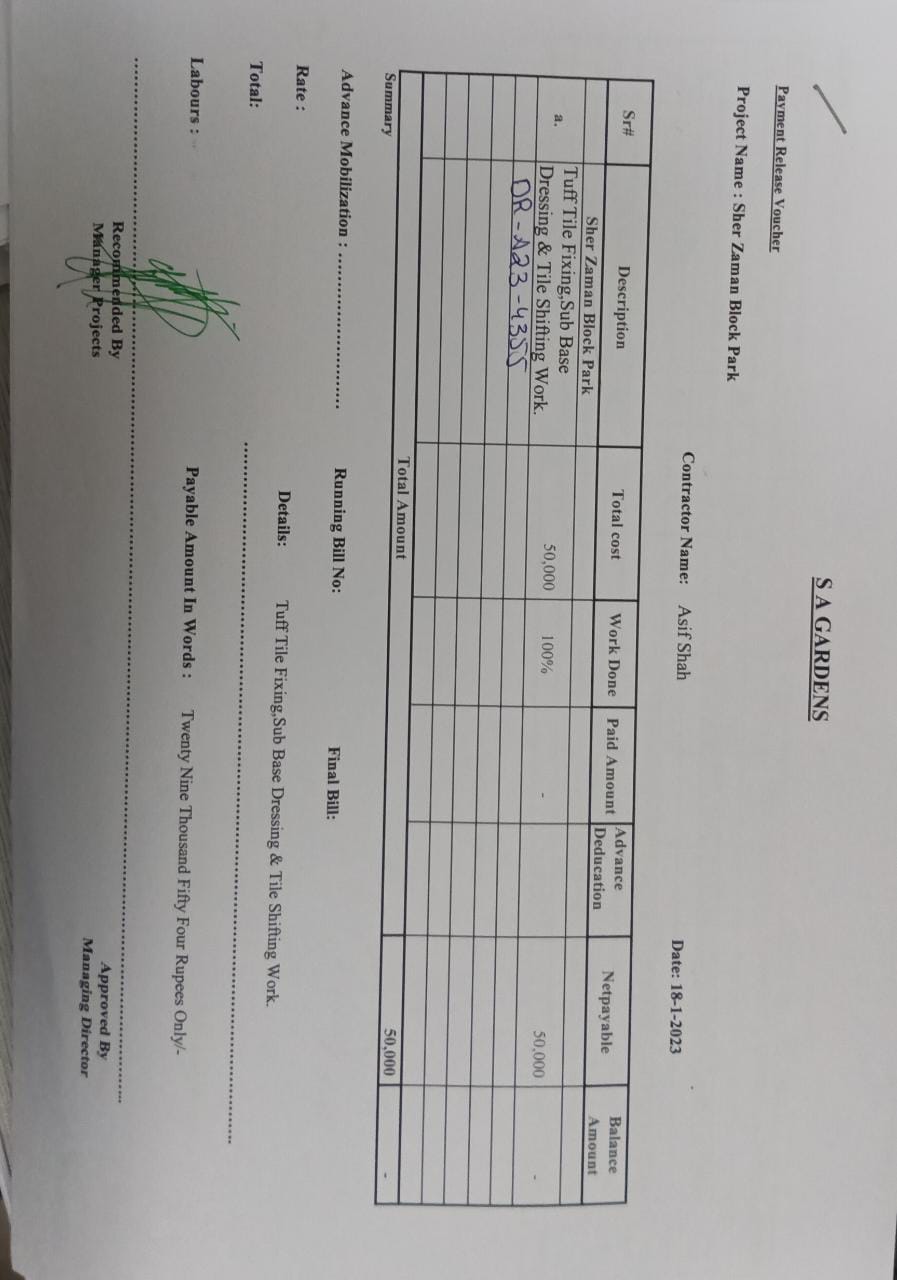 S A GARDENS
Payment Release Voucher
Project Name : Sher Zaman Block Park
Contractor Name: Asif Shah
Date: 18-1-2023
Sr# Description Total cost Work Done Paid Amount Advance Deducation Netpayable Balance Amount
Sher Zaman Block Park
a. Tuff Tile Fixing,Sub Base Dressing & Tile Shifting Work. 50,000 100% - 50,000 -
DR-A23-4355
Total Amount 50,000 -
Summary
Advance Mobilization : .................... Running Bill No: Final Bill:
Rate : Details: Tuff Tile Fixing,Sub Base Dressing & Tile Shifting Work.
Total:
Labours : Payable Amount In Words : Twenty Nine Thousand Fifty Four Rupees Only/-
Recommended By
Manager Projects
Approved By
Managing Director